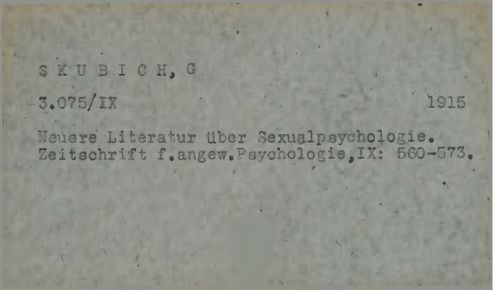 S K U B I C H, G
3.075/IX 1915
Neuere Literatur über Sexualpsychologie.
Zeitschrift f.angew.Psychologie,IX: 560-573.